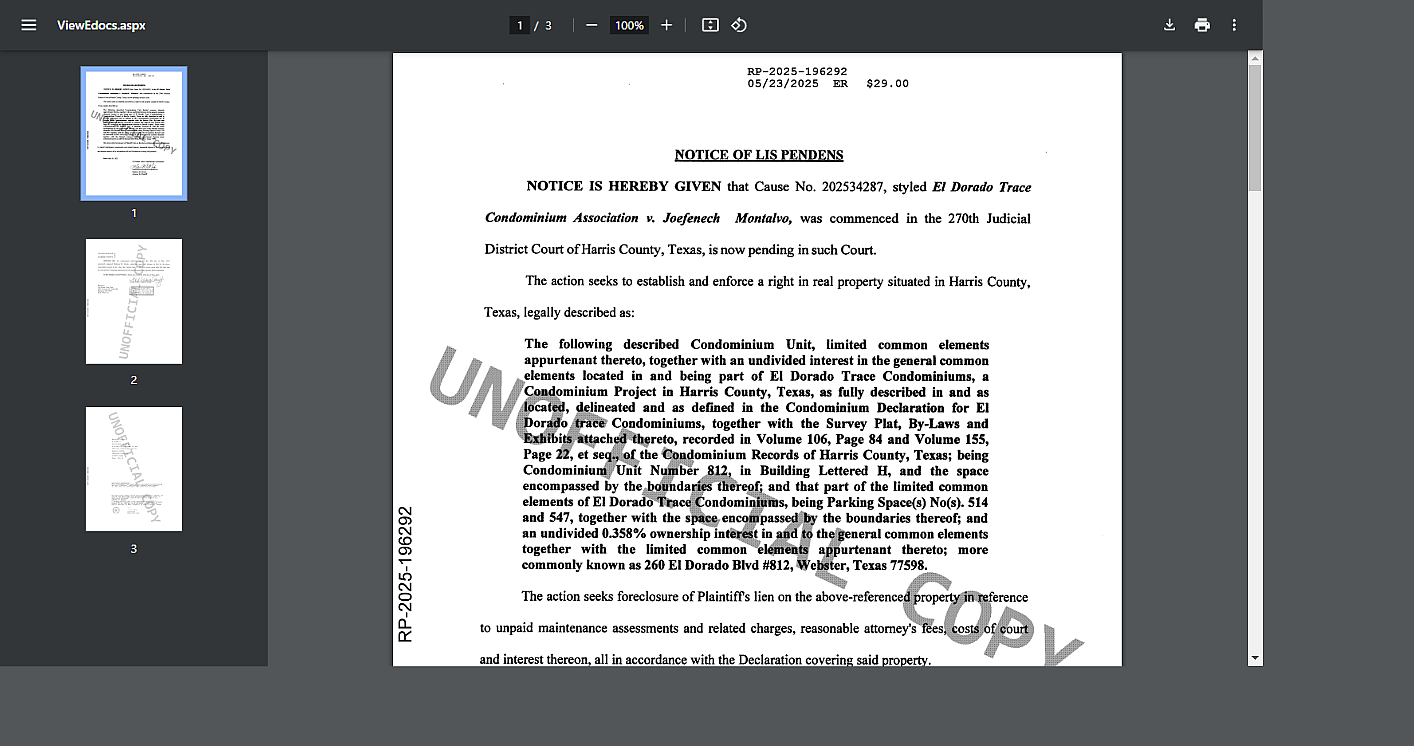 ViewEdocs.aspx
1 / 3
100%
1
2
3
RP-2025-196292
05/23/2025 ER $29.00
NOTICE OF LIS PENDENS
NOTICE IS HEREBY GIVEN that Cause No. 202534287, styled El Dorado Trace
Condominium Association v. Joefenech Montalvo, was commenced in the 270th Judicial
District Court of Harris County, Texas, is now pending in such Court.
The action seeks to establish and enforce a right in real property situated in Harris County,
Texas, legally described as:
The following described Condominium Unit, limited common elements
appurtenant thereto, together with an undivided interest in the general common
elements located in and being part of El Dorado Trace Condominiums, a
Condominium Project in Harris County, Texas, as fully described in and as
located, delineated and as defined in the Condominium Declaration for El
Dorado trace Condominiums, together with the Survey Plat, By-Laws and
Exhibits attached thereto, recorded in Volume 106, Page 84 and Volume 155,
Page 22, et seq., of the Condominium Records of Harris County, Texas; being
Condominium Unit Number 812, in Building Lettered H, and the space
encompassed by the boundaries thereof; and that part of the limited common
elements of El Dorado Trace Condominiums, being Parking Space(s) No(s). 514
and 547, together with the space encompassed by the boundaries thereof; and
an undivided 0.358% ownership interest in and to the general common elements
together with the limited common elements appurtenant thereto; more
commonly known as 260 El Dorado Blvd #812, Webster, Texas 77598.
The action seeks foreclosure of Plaintiff's lien on the above-referenced property in reference
to unpaid maintenance assessments and related charges, reasonable attorney's fees, costs of court
and interest thereon, all in accordance with the Declaration covering said property.
RP-2025-196292
UNOFFICIAL COPY
UNOFFICIAL COPY
UNOFFICIAL COPY
UNOFFICIAL COPY